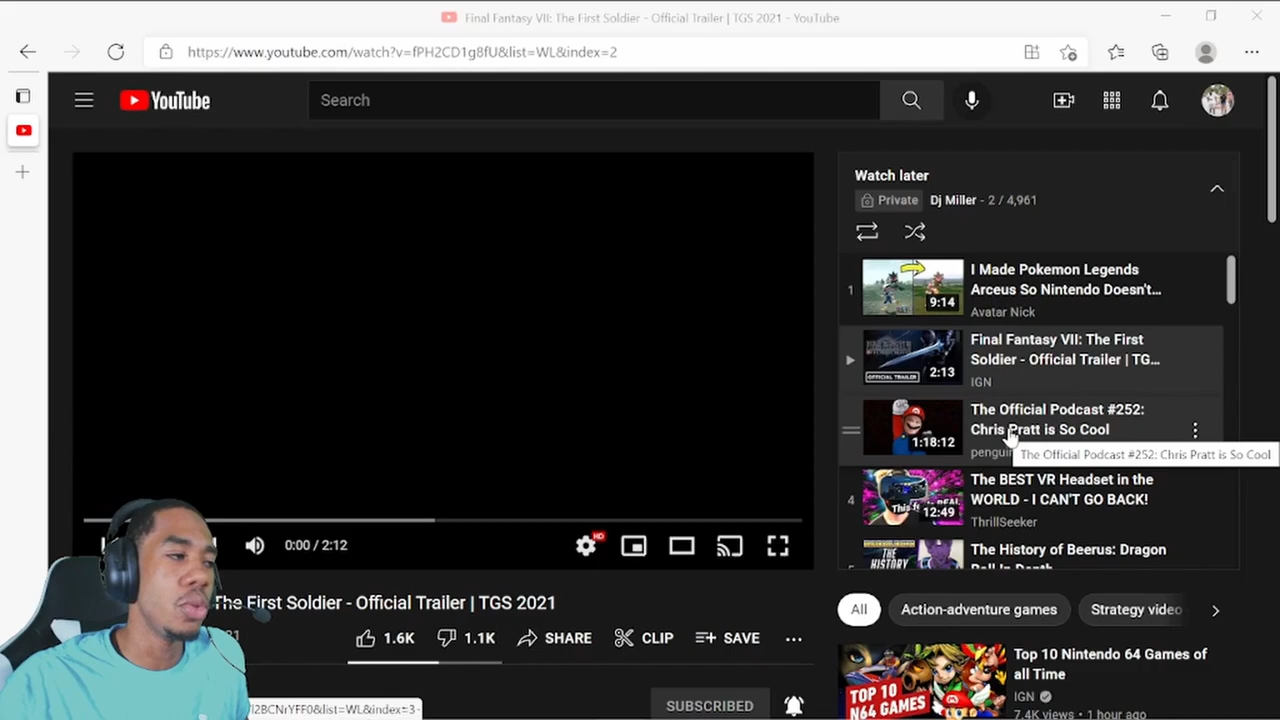 Final Fantasy VII: The First Soldier - Official Trailer | TGS 2021 - YouTube
https://www.youtube.com/watch?v=fPH2CD1g8fU&list=WL&index=2
YouTube
Search
Watch later
Private Dj Miller - 2 / 4,961
1
9:14
I Made Pokemon Legends
Arceus So Nintendo Doesn't...
Avatar Nick
OFFICIAL TRAILER
2:13
Final Fantasy VII: The First
Soldier - Official Trailer | TG...
IGN
1:18:12
The Official Podcast #252:
Chris Pratt is So Cool
The Official Podcast #252: Chris Pratt is So Cool
4
12:49
The BEST VR Headset in the
WORLD - I CAN'T GO BACK!
ThrillSeeker
THE
The History of Beerus: Dragon
Ball In Depth
0:00 / 2:12
HD
The First Soldier - Official Trailer | TGS 2021
1.6K
1.1K
SHARE
CLIP
SAVE
SUBSCRIBED
All
Action-adventure games
Strategy video
TOP 10
N64 GAMES
Top 10 Nintendo 64 Games of
all Time
IGN
7.4K views • 1 hour ago